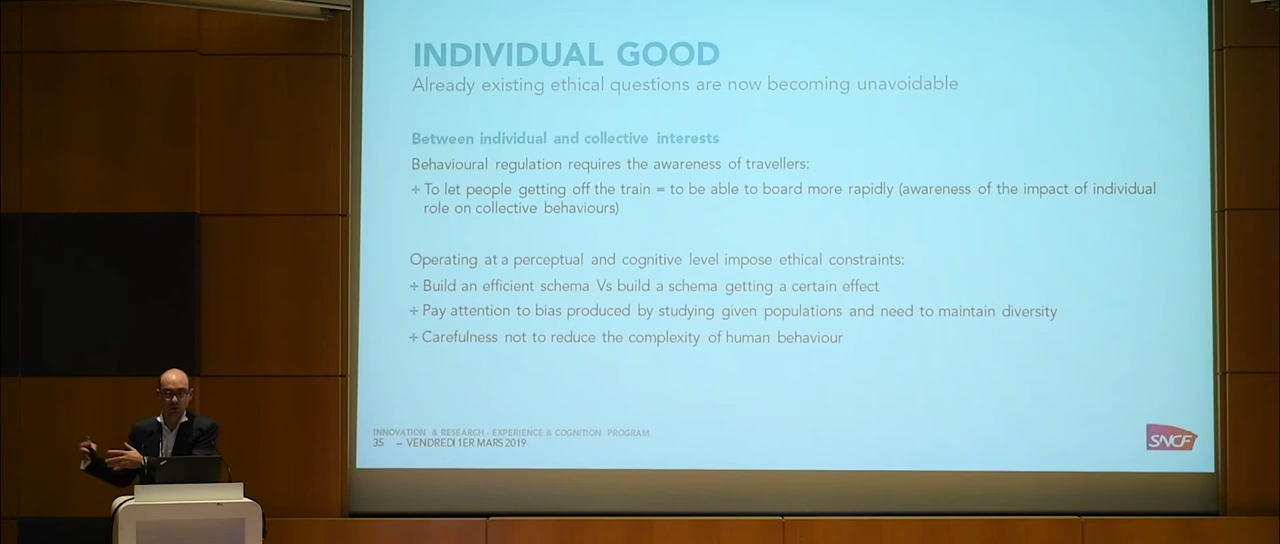 INDIVIDUAL GOOD
Already existing ethical questions are now becoming unavoidable
Between individual and collective interests
Behavioural regulation requires the awareness of travellers:
+ To let people getting off the train = to be able to board more rapidly (awareness of the impact of individual
role on collective behaviours)
Operating at a perceptual and cognitive level impose ethical constraints:
+ Build an efficient schema Vs build a schema getting a certain effect
+ Pay attention to bias produced by studying given populations and need to maintain diversity
+ Carefulness not to reduce the complexity of human behaviour
INNOVATION & RESEARCH - EXPERIENCE & COGNITION PROGRAM
35 – VENDREDI 1ER MARS 2019
SNCF